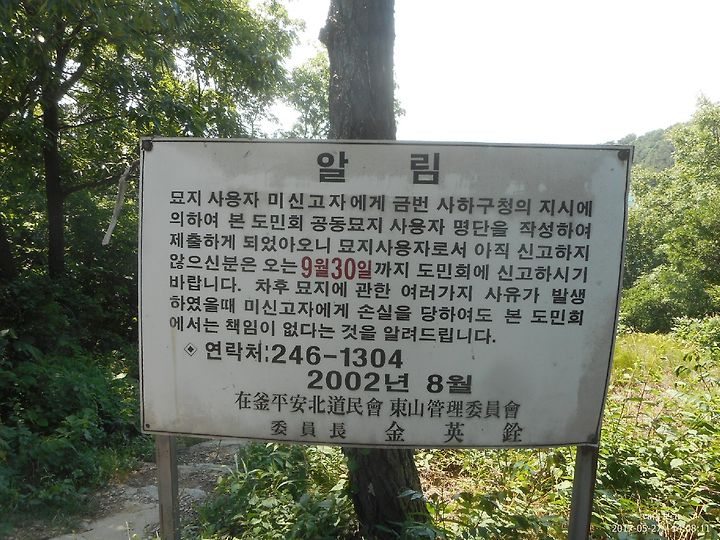 알 림
묘지 사용자 미신고자에게 금번 사하구청의 지시에
의하여 본 도민회 공동묘지 사용자 명단을 작성하여
제출하게 되었아오니 묘지사용자로서 아직 신고하지
않으신분은 오는 9월30일까지 도민회에 신고하시기
바랍니다. 차후 묘지에 관한 여러가지 사유가 발생
하였을때 미신고자에게 손실을 당하여도 본 도민회
에서는 책임이 없다는 것을 알려드립니다.
◈ 연락처:246-1304
2002년 8월
在釜平安北道民會 東山管理委員會
委員長 金英銓